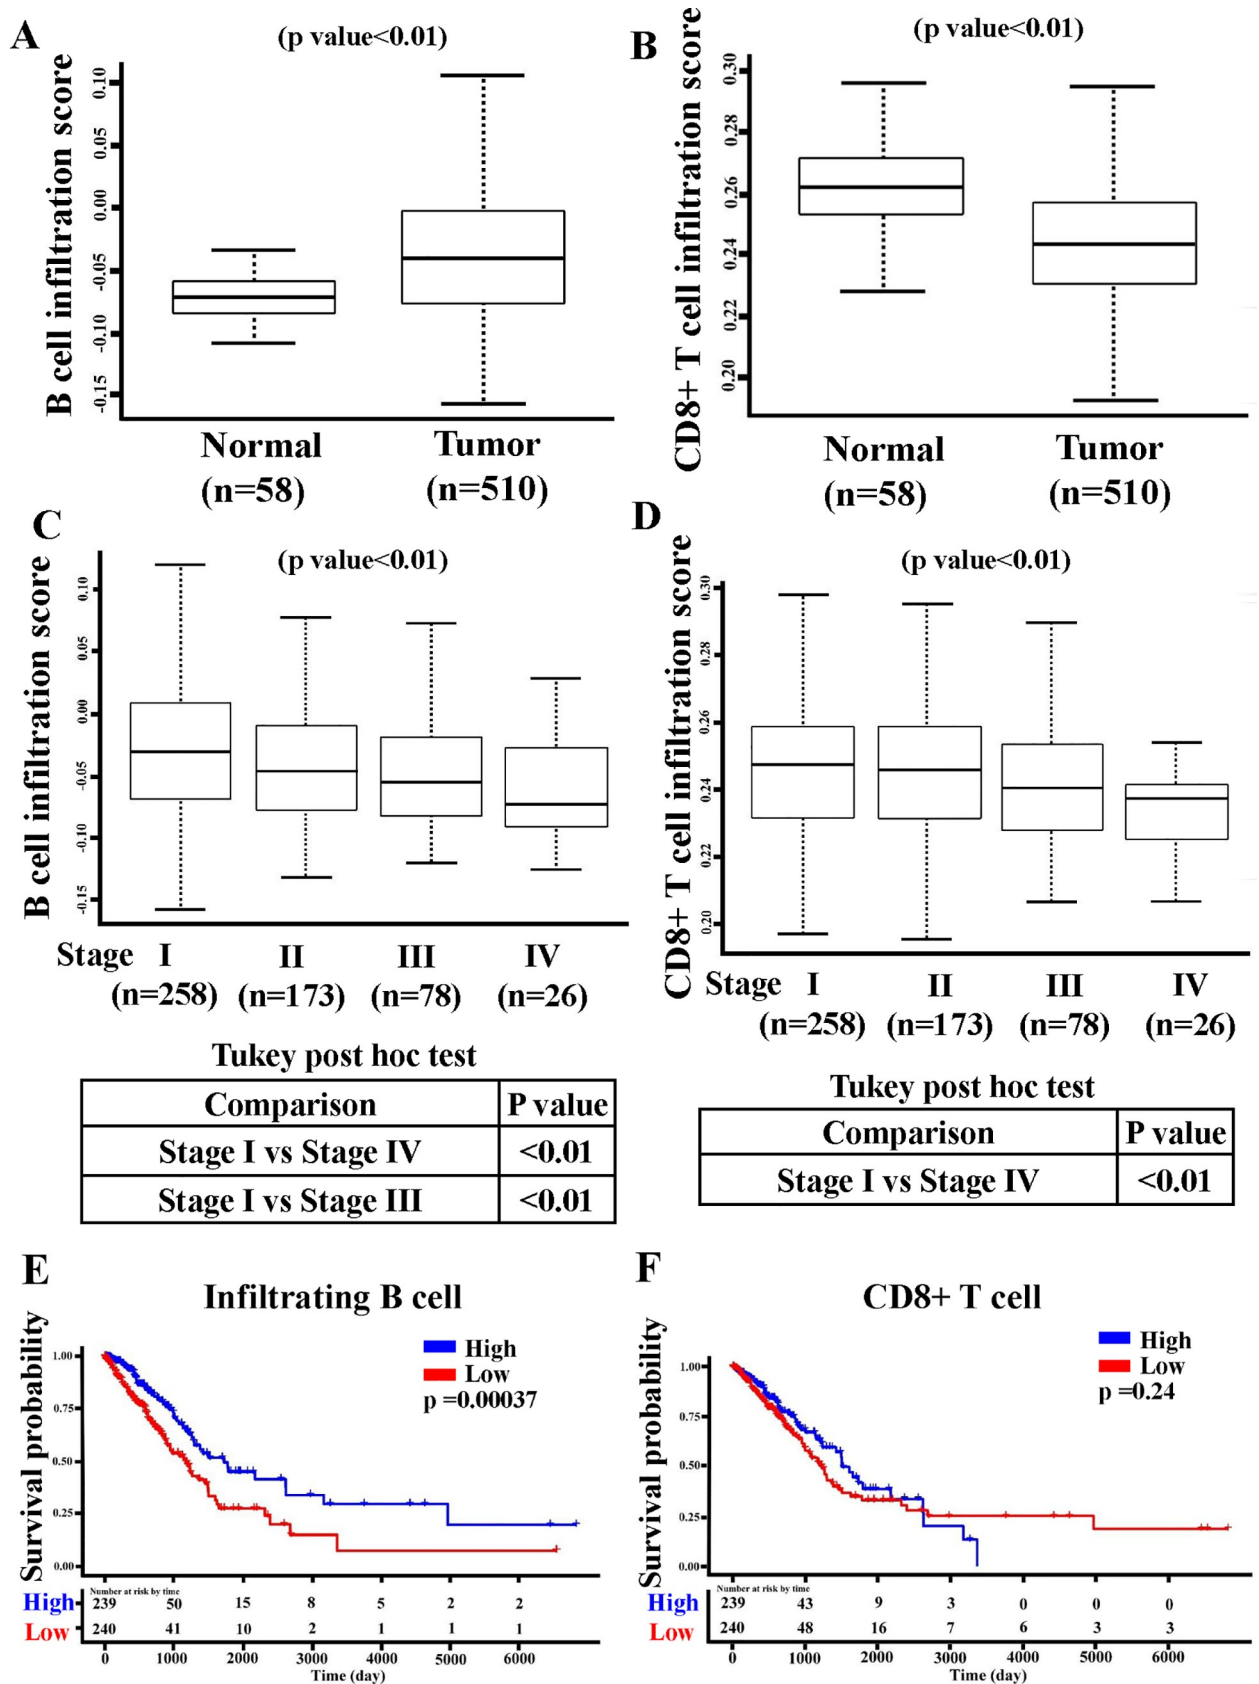 A
(p value<0.01)
B cell infiltration score
0.10
0.05
0.00
-0.05
-0.10
-0.15
Normal
Tumor
(n=58)
(n=510)
B
(p value<0.01)
CD8+ T cell infiltration score
0.30
0.28
0.26
0.24
0.22
0.20
Normal
Tumor
(n=58)
(n=510)
C
(p value<0.01)
B cell infiltration score
0.10
0.05
0.00
-0.05
-0.10
-0.15
Stage I II III IV
(n=258) (n=173) (n=78) (n=26)
Tukey post hoc test
Comparison P value
Stage I vs Stage IV <0.01
Stage I vs Stage III <0.01
D
(p value<0.01)
CD8+ T cell infiltration score
0.30
0.28
0.26
0.24
0.22
0.20
Stage I II III IV
(n=258) (n=173) (n=78) (n=26)
Tukey post hoc test
Comparison P value
Stage I vs Stage IV <0.01
E
Infiltrating B cell
Survival probability
High
Low
p =0.00037
1.00
0.75
0.50
0.25
0.00
Number at risk by time
High 239 50 15 8 5 2 2
Low 240 41 10 2 1 1 1
0 1000 2000 3000 4000 5000 6000
Time (day)
F
CD8+ T cell
Survival probability
High
Low
p =0.24
1.00
0.75
0.50
0.25
0.00
Number at risk by time
High 239 43 9 3 0 0 0
Low 240 48 16 7 6 3 3
0 1000 2000 3000 4000 5000 6000
Time (day)